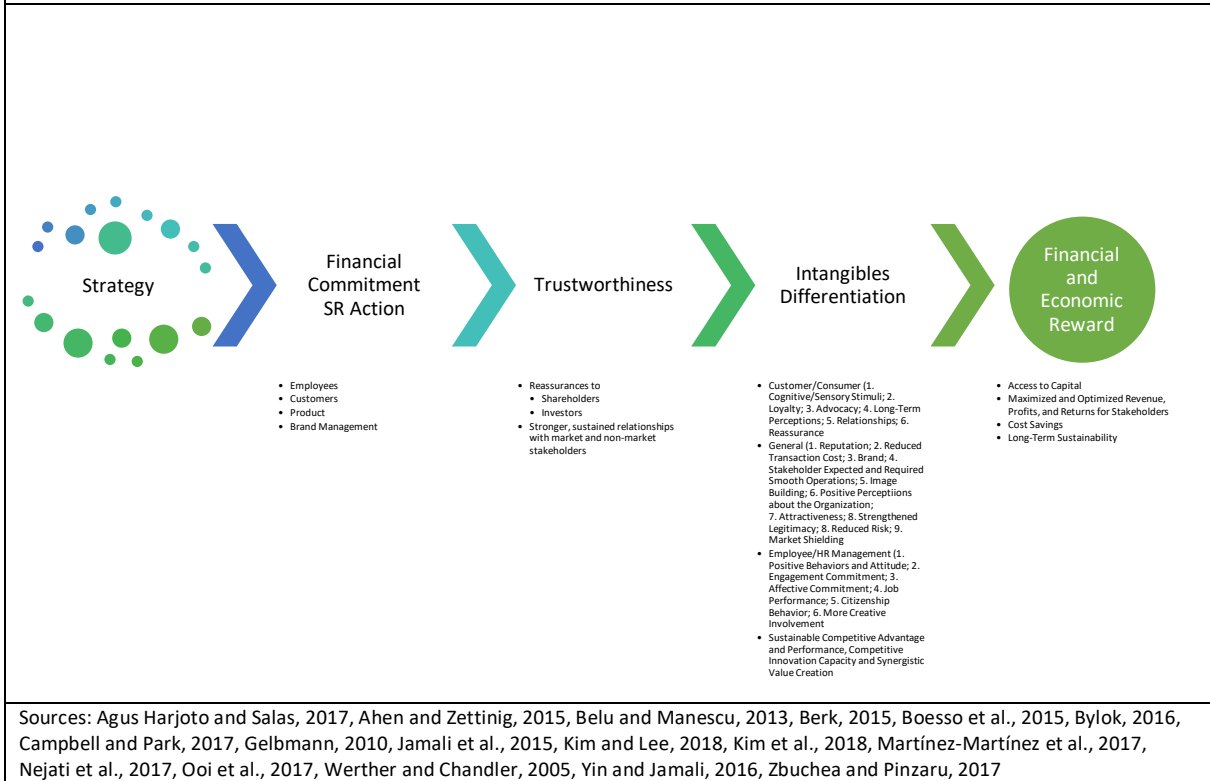 Strategy
Financial
Commitment
SR Action
Trustworthiness
Intangibles
Differentiation
Financial
and
Economic
Reward
• Employees
• Customers
• Product
• Brand Management
• Reassurances to
• Shareholders
• Investors
• Stronger, sustained relationships
with market and non-market
stakeholders
• Customer/Consumer (1.
Cognitive/Sensory Stimuli; 2.
Loyalty; 3. Advocacy; 4. Long-Term
Perceptions; 5. Relationships; 6.
Reassurance
• General (1. Reputation; 2. Reduced
Transaction Cost; 3. Brand; 4.
Stakeholder Expected and Required
Smooth Operations; 5. Image
Building; 6. Positive Perceptiions
about the Organization;
7. Attractiveness; 8. Strengthened
Legitimacy; 8. Reduced Risk; 9.
Market Shielding
• Employee/HR Management (1.
Positive Behaviors and Attitude; 2.
Engagement Commitment; 3.
Affective Commitment; 4. Job
Performance; 5. Citizenship
Behavior; 6. More Creative
Involvement
• Sustainable Competitive Advantage
and Performance, Competitive
Innovation Capacity and Synergistic
Value Creation
• Access to Capital
• Maximized and Optimized Revenue,
Profits, and Returns for Stakeholders
• Cost Savings
• Long-Term Sustainability
Sources: Agus Harjoto and Salas, 2017, Ahen and Zettinig, 2015, Belu and Manescu, 2013, Berk, 2015, Boesso et al., 2015, Bylok, 2016,
Campbell and Park, 2017, Gelbmann, 2010, Jamali et al., 2015, Kim and Lee, 2018, Kim et al., 2018, Martínez-Martínez et al., 2017,
Nejati et al., 2017, Ooi et al., 2017, Werther and Chandler, 2005, Yin and Jamali, 2016, Zbuchea and Pinzaru, 2017